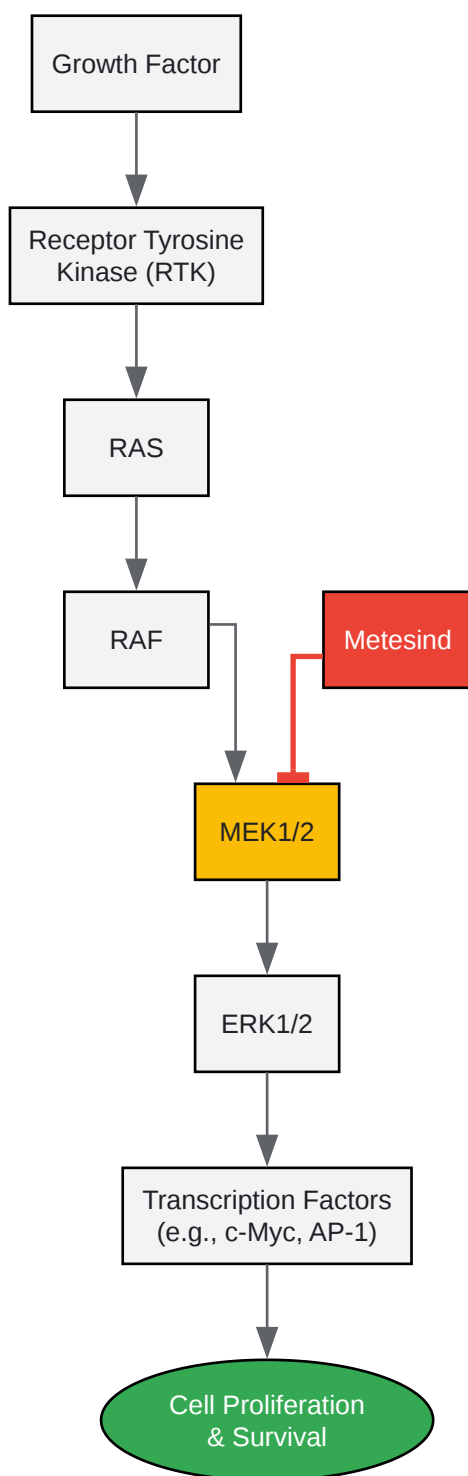 Growth Factor
Receptor Tyrosine
Kinase (RTK)
RAS
RAF
Metesind
MEK1/2
ERK1/2
Transcription Factors
(e.g., c-Myc, AP-1)
Cell Proliferation
& Survival